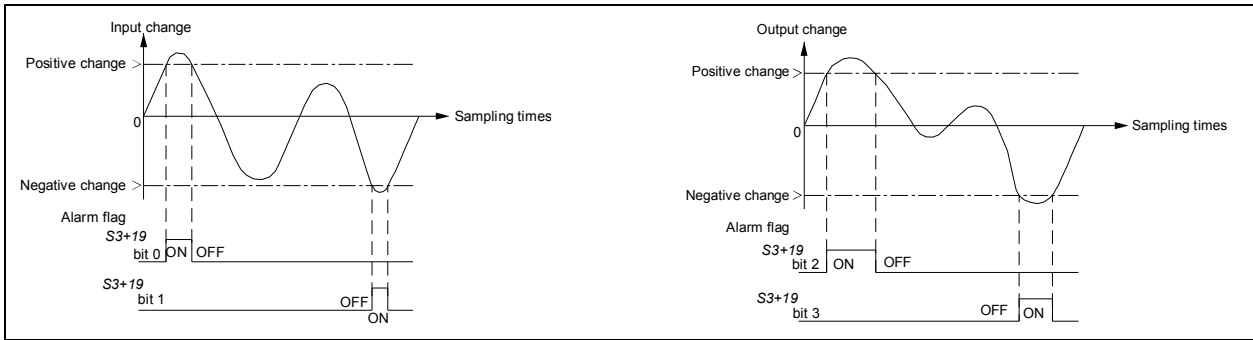 Input change
Positive change >
0
Sampling times
Negative change >
Alarm flag
S3+19
bit 0
ON
OFF
S3+19
bit 1
OFF
ON
Output change
Positive change >
0
Sampling times
Negative change >
Alarm flag
S3+19
bit 2
ON
OFF
S3+19
bit 3
OFF
ON